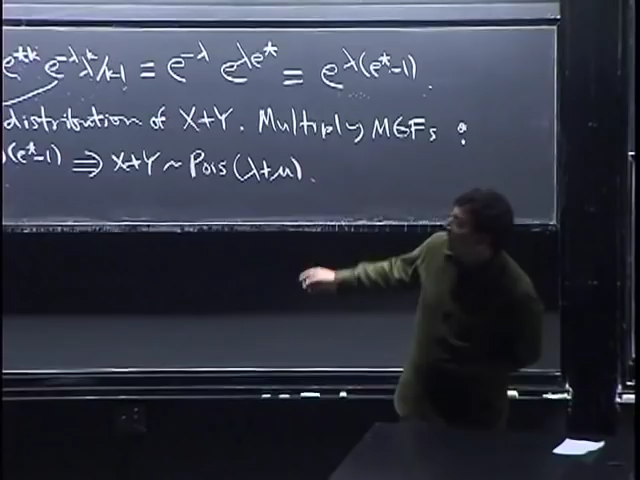 e^{tk} e^{-λ} λ^k/k! = e^{-λ} e^{λe^t} = e^{λ(e^t-1)}.
distribution of X+Y. Multiply MGFs:
(e^t-1) ⇒ X+Y ~ Pois(λ+μ).